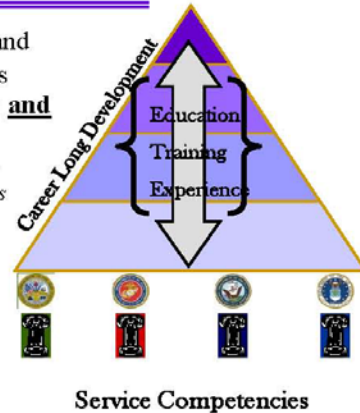 and
s
and
s
Career Long Development
Education
Training
Experience
Service Competencies